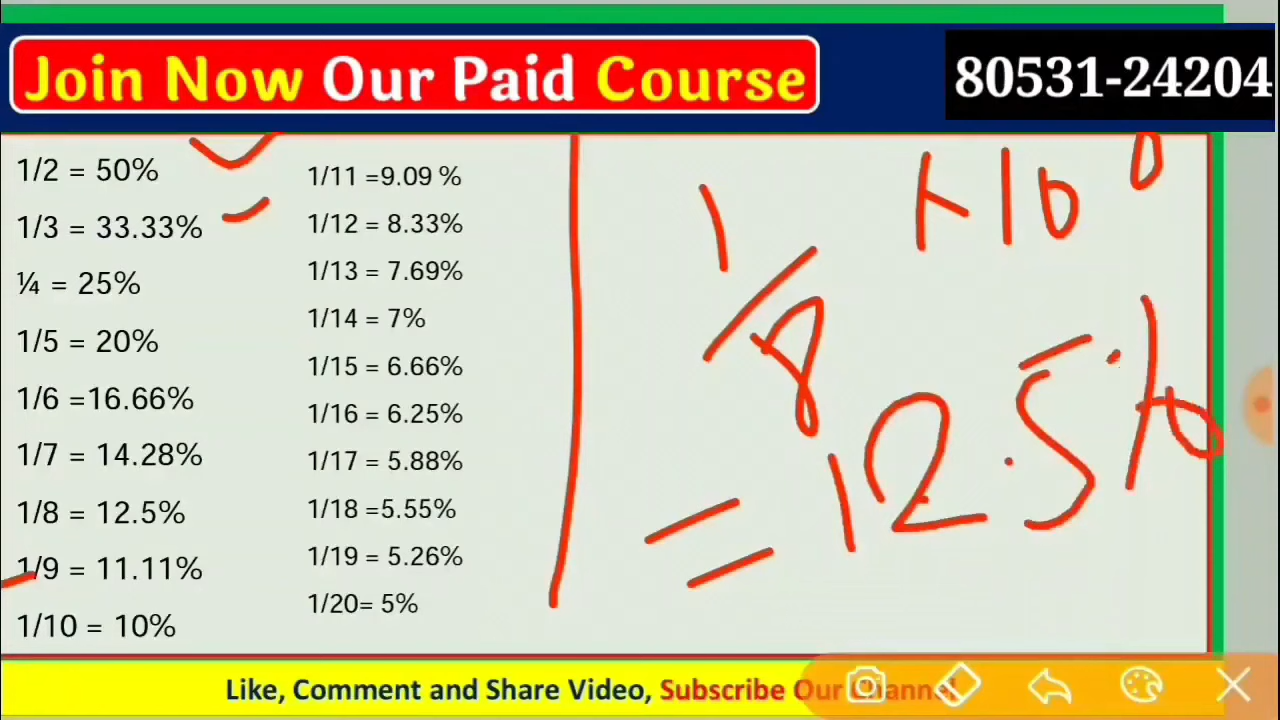 Join Now Our Paid Course
80531-24204
1/2 = 50%
1/3 = 33.33%
¼ = 25%
1/5 = 20%
1/6 =16.66%
1/7 = 14.28%
1/8 = 12.5%
1/9 = 11.11%
1/10 = 10%
1/11 =9.09 %
1/12 = 8.33%
1/13 = 7.69%
1/14 = 7%
1/15 = 6.66%
1/16 = 6.25%
1/17 = 5.88%
1/18 =5.55%
1/19 = 5.26%
1/20= 5%
1/8 ×100
= 12.5%
Like, Comment and Share Video, Subscribe Our Channel